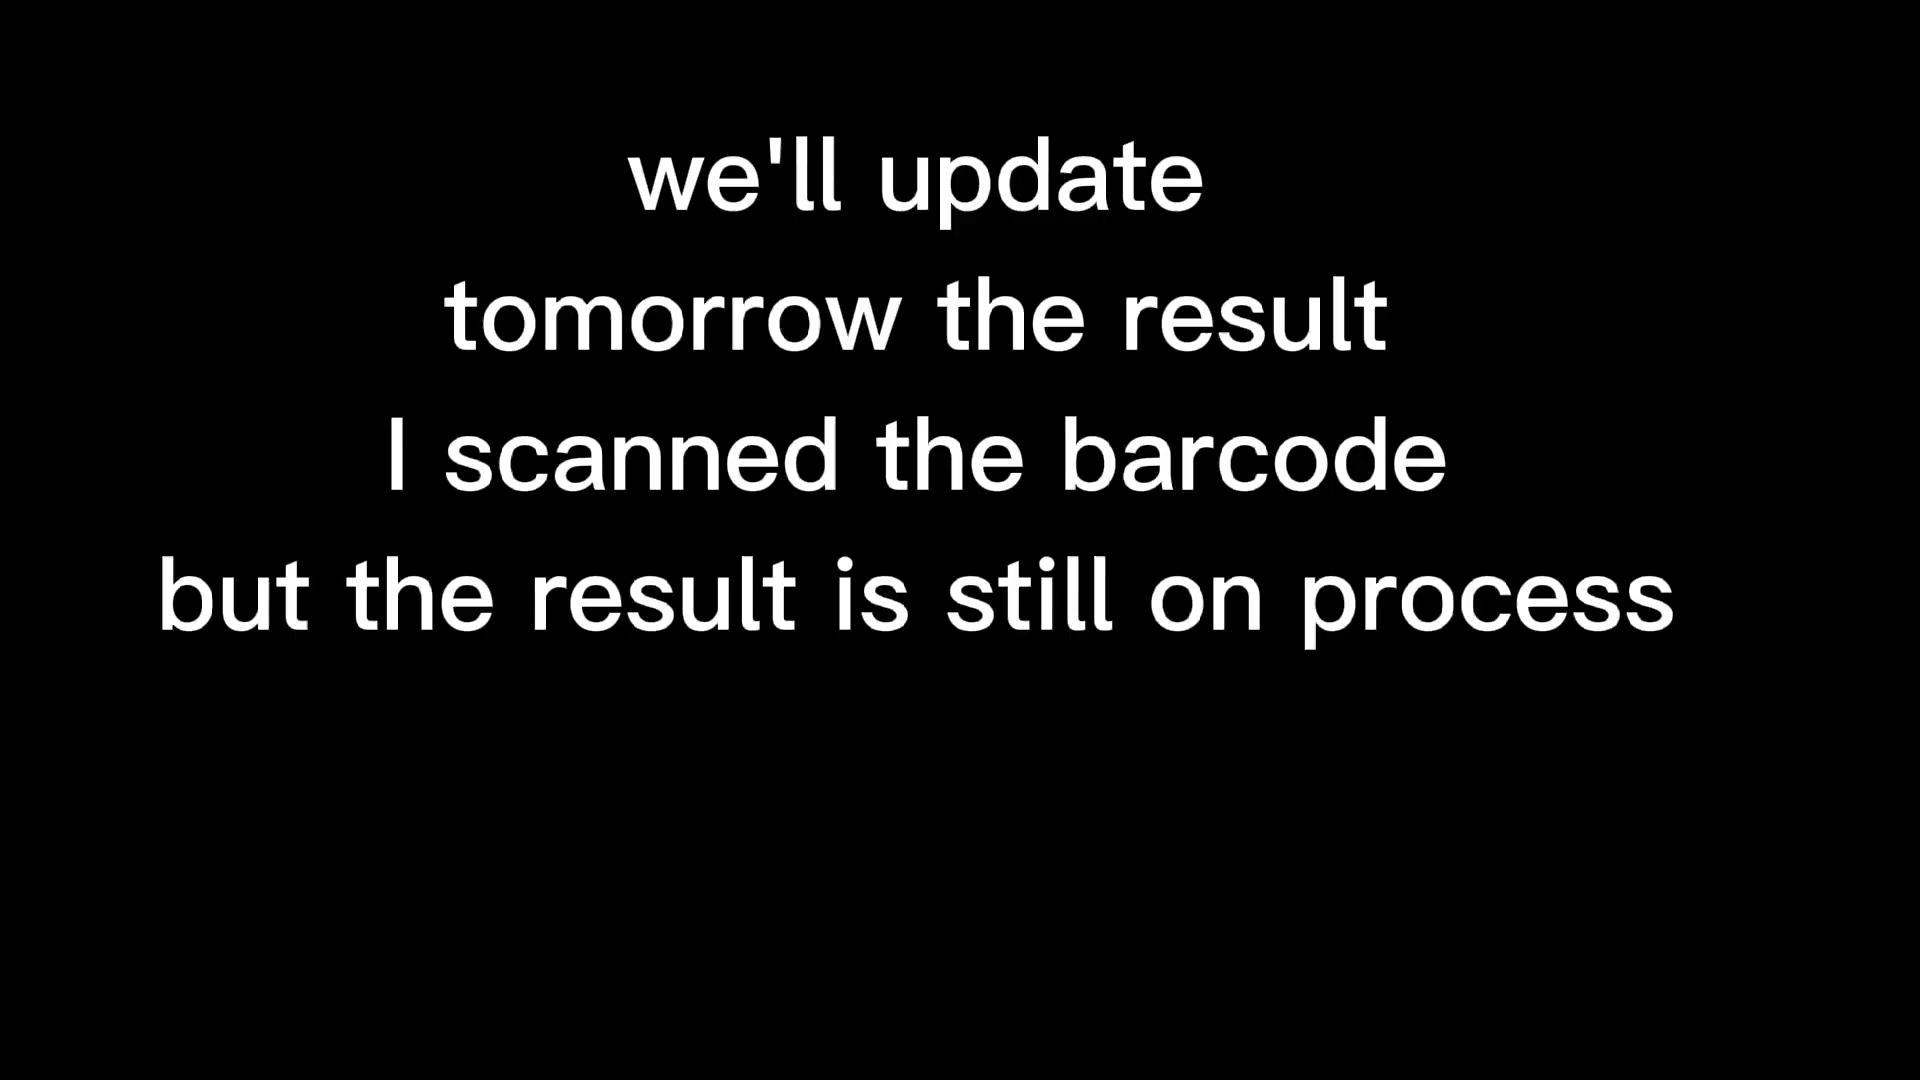 we'll update
tomorrow the result
I scanned the barcode
but the result is still on process